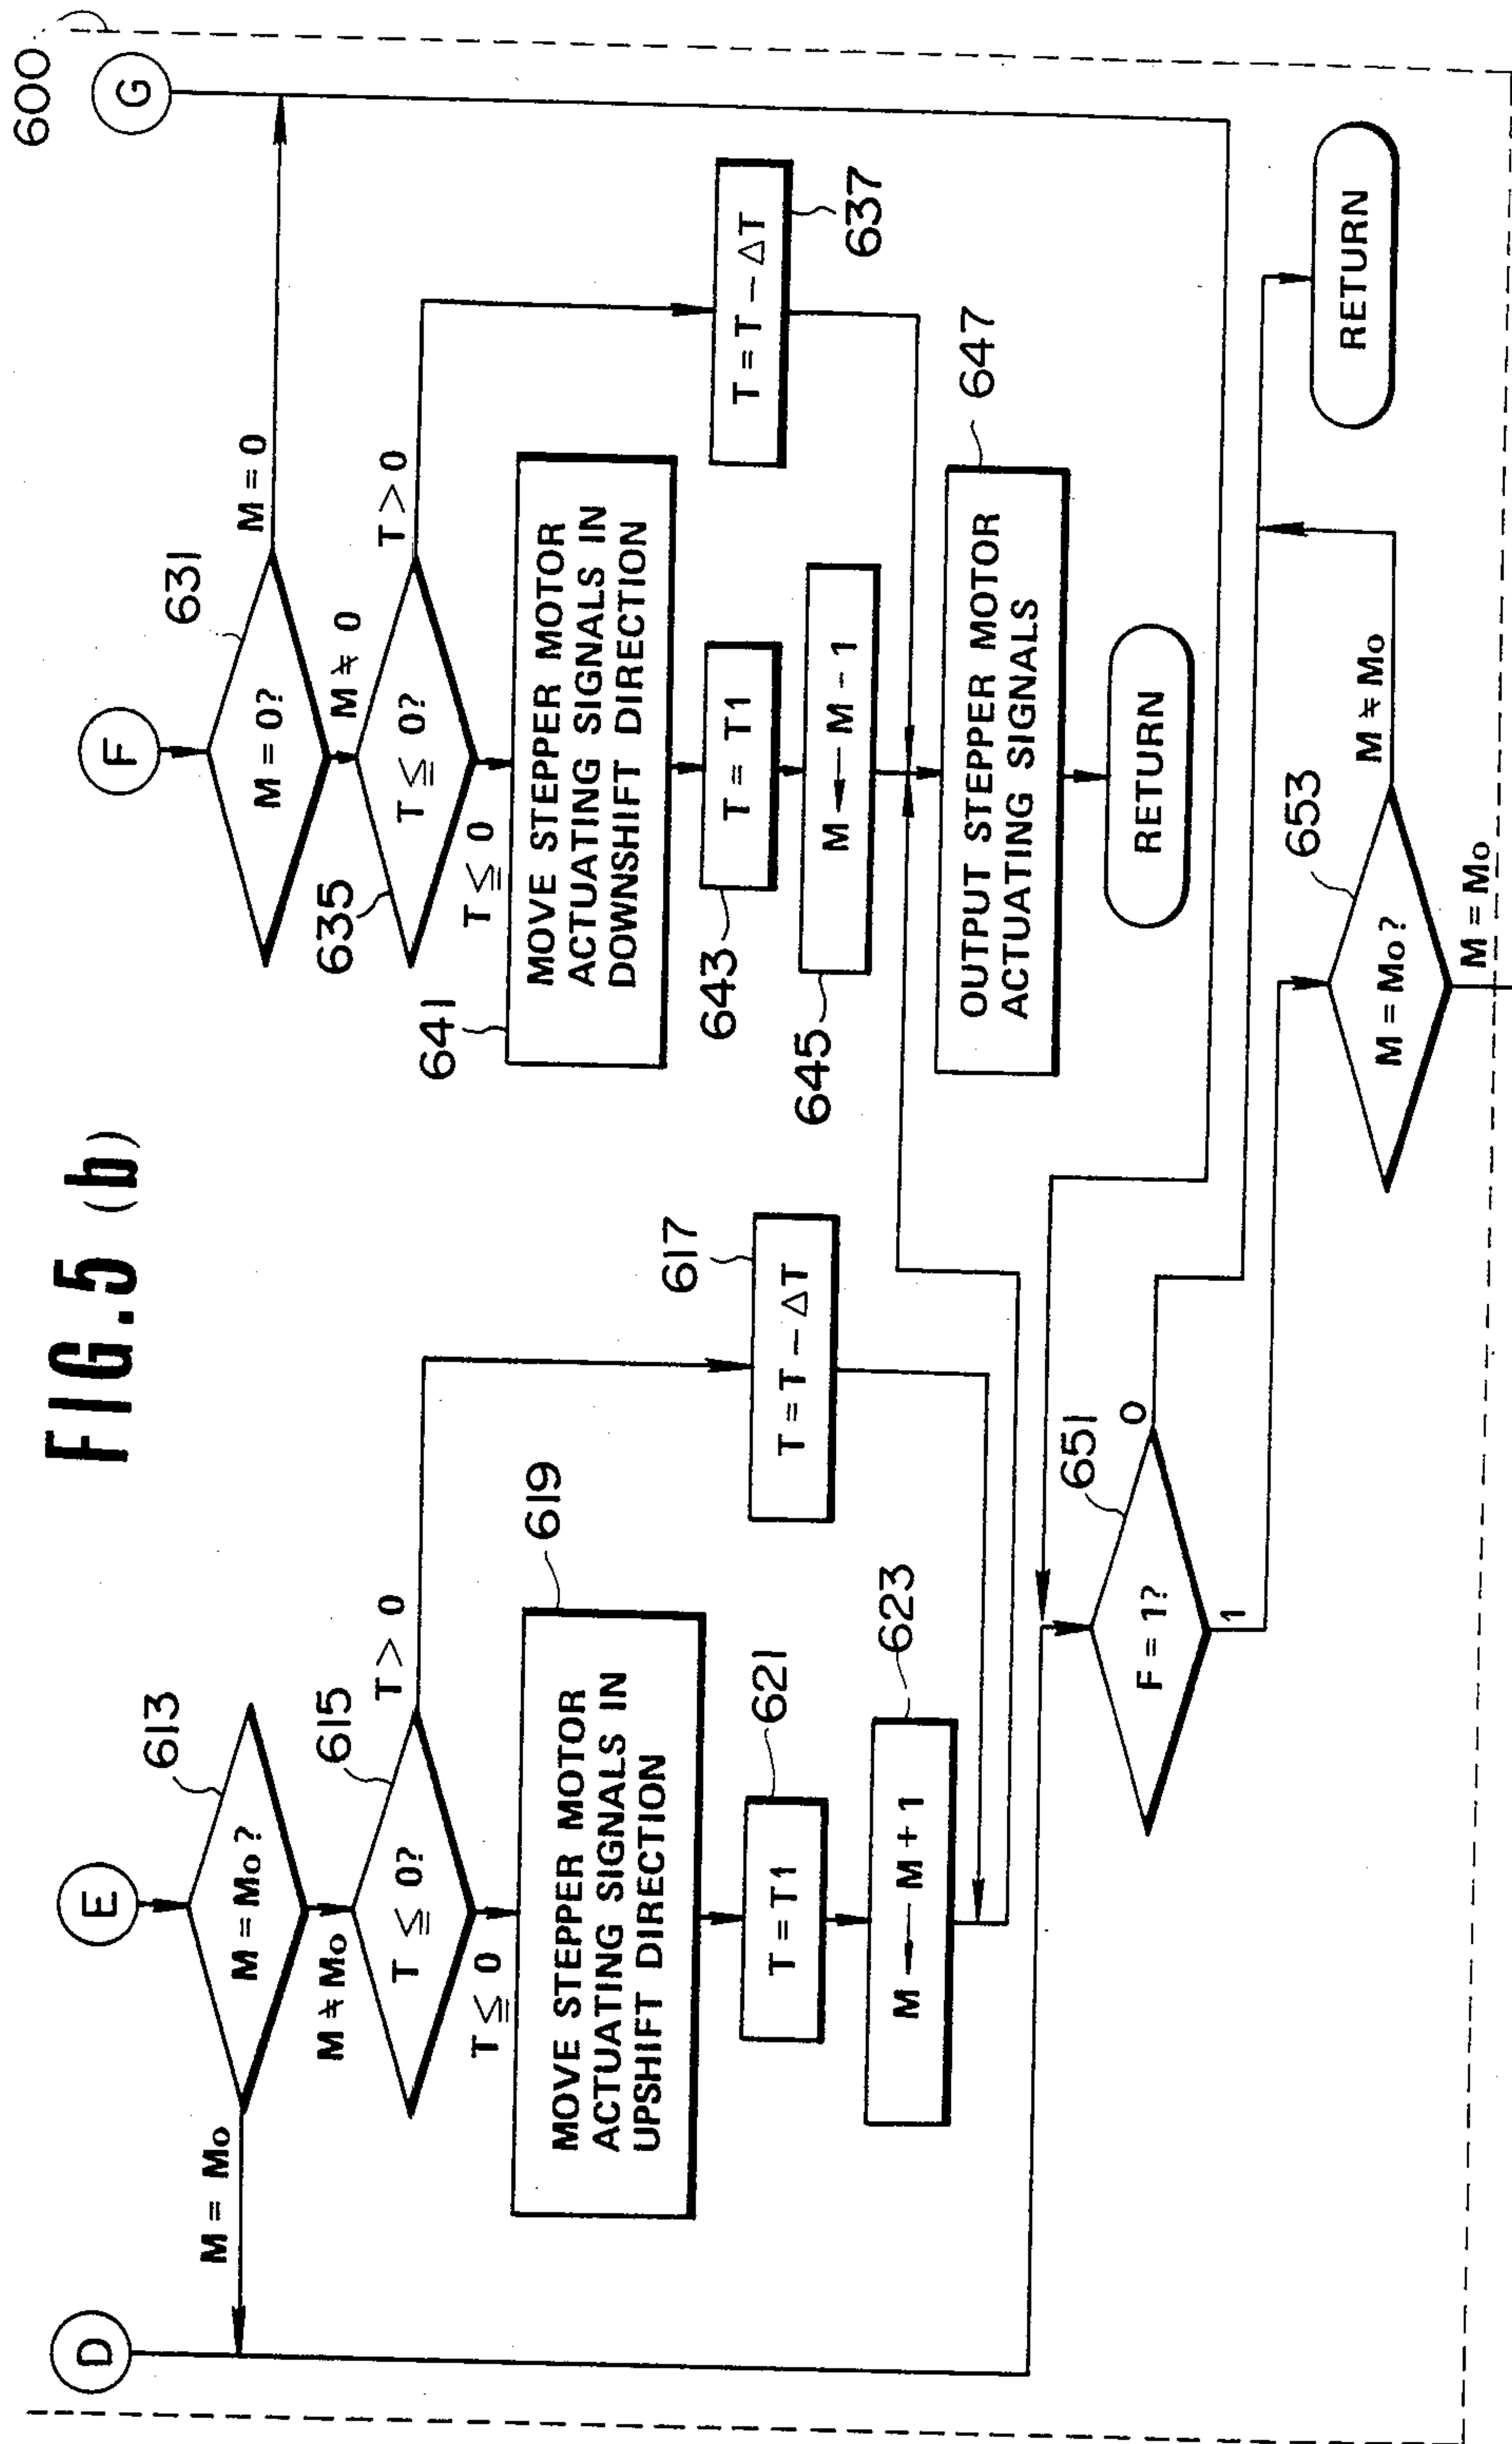 FIG.5 (b)
600
D
E
F
G
M = Mo
613
M = Mo?
M ≠ Mo
615
T ≦ 0?
T > 0
T ≦ 0
619
MOVE STEPPER MOTOR
ACTUATING SIGNALS IN
UPSHIFT DIRECTION
617
T = T - ΔT
621
T = T1
623
M ← M + 1
631
M = 0?
M = 0
M ≠ 0
635
T ≦ 0?
T > 0
T ≦ 0
641
MOVE STEPPER MOTOR
ACTUATING SIGNALS IN
DOWNSHIFT DIRECTION
637
T = T - ΔT
643
T = T1
645
M ← M - 1
647
OUTPUT STEPPER MOTOR
ACTUATING SIGNALS
RETURN
651
F = 1?
0
1
653
M = Mo?
M ≠ Mo
M = Mo
RETURN